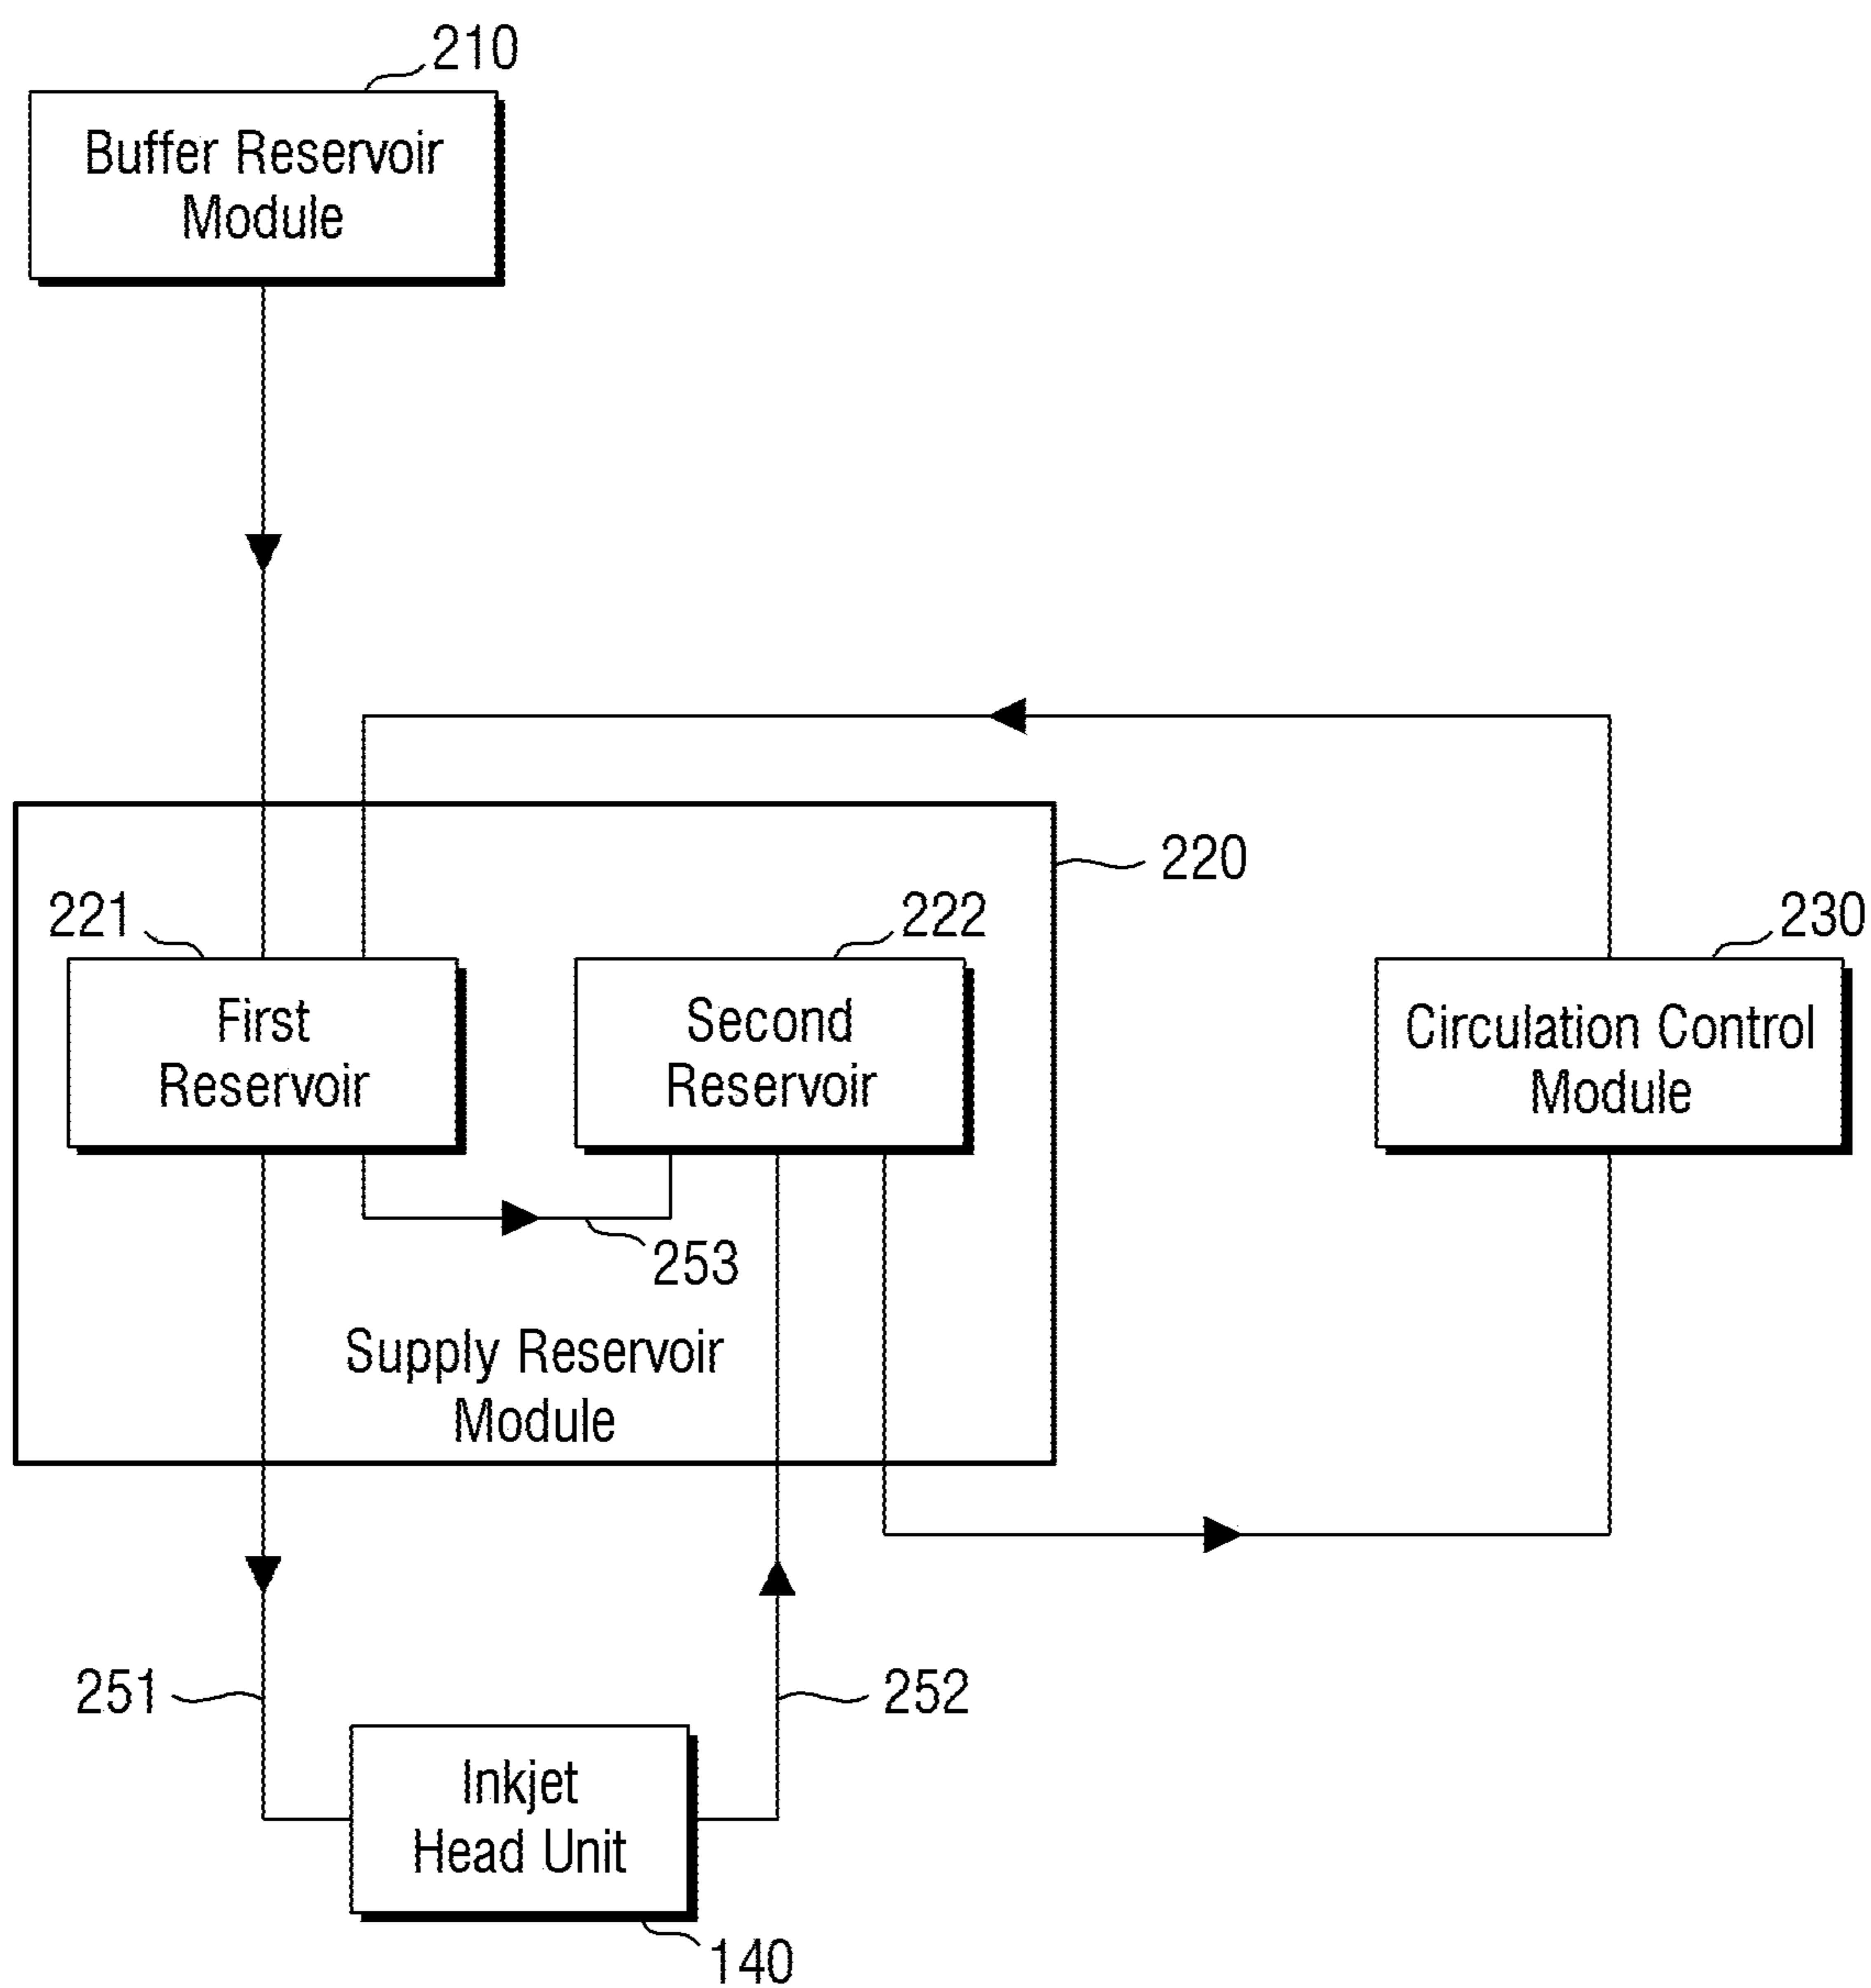 210
Buffer Reservoir
Module
220
221
222
230
First
Reservoir
Second
Reservoir
Circulation Control
Module
253
Supply Reservoir
Module
251
252
Inkjet
Head Unit
140